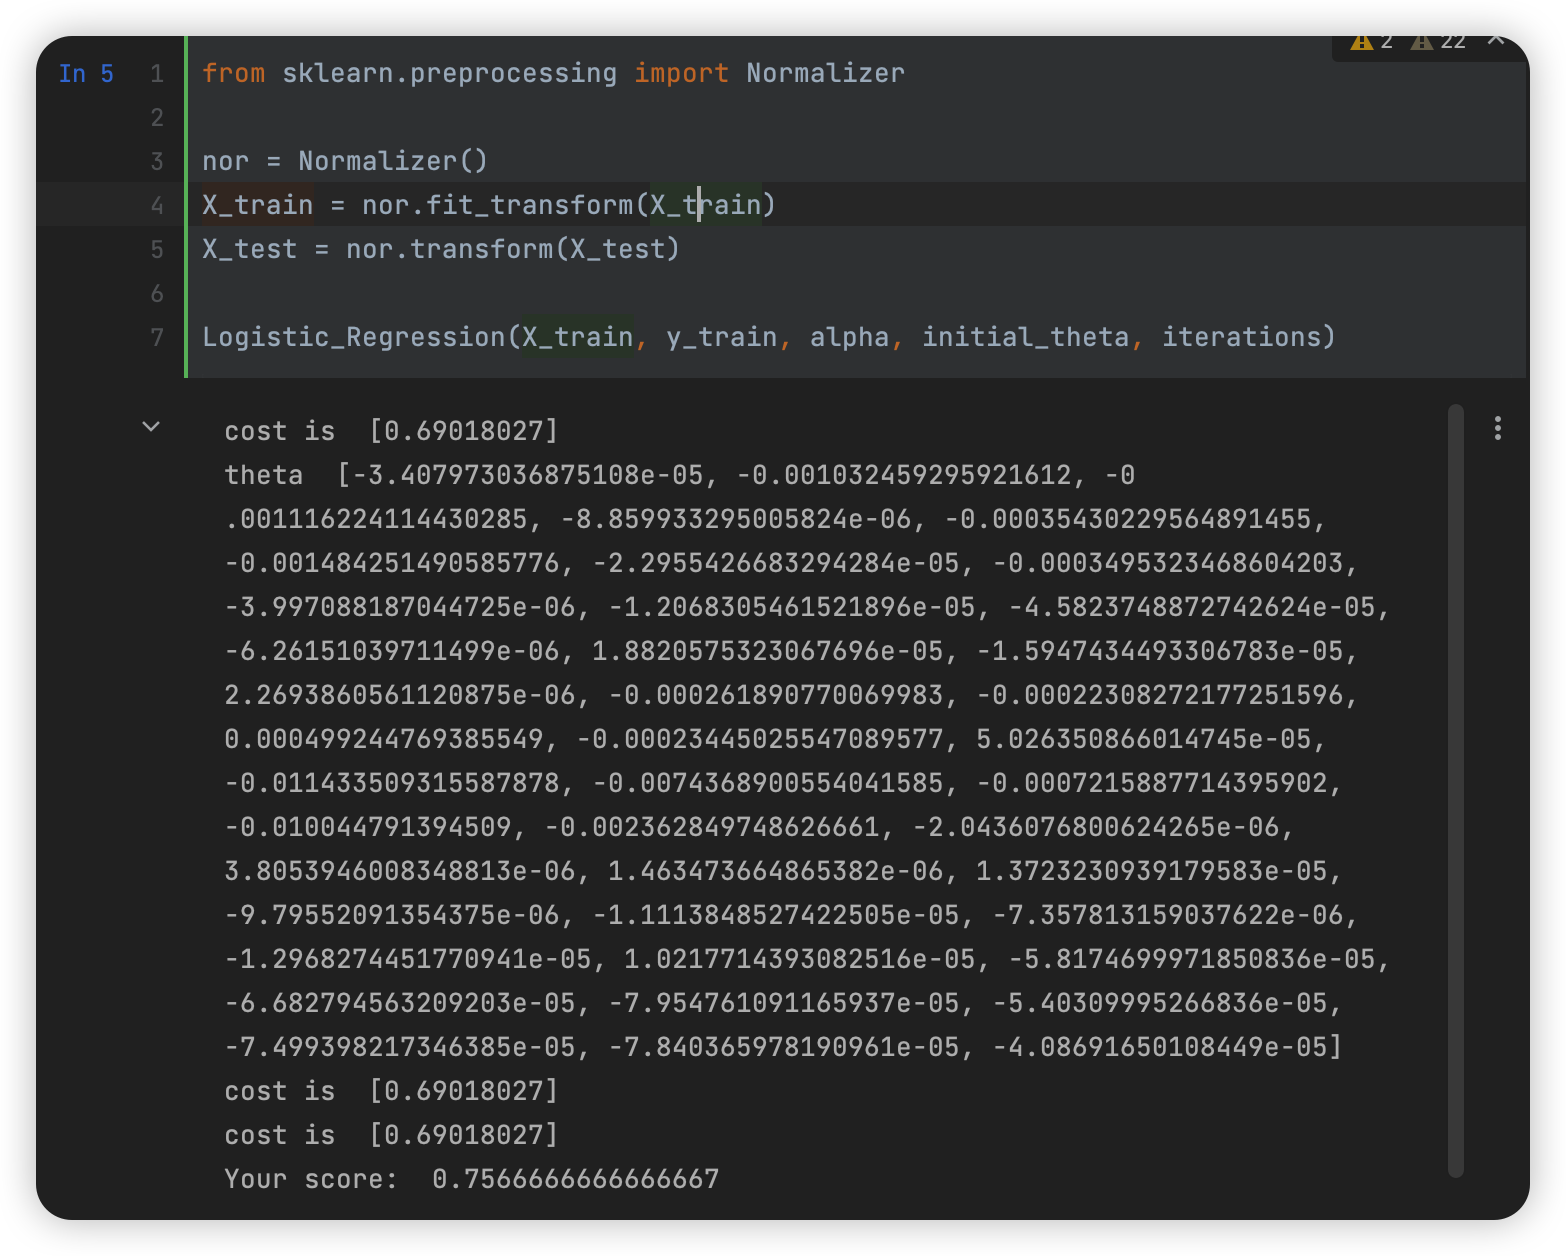 2 22
In 5 1 from sklearn.preprocessing import Normalizer
2
3 nor = Normalizer()
4 X_train = nor.fit_transform(X_train)
5 X_test = nor.transform(X_test)
6
7 Logistic_Regression(X_train, y_train, alpha, initial_theta, iterations)
cost is  [0.69018027]
theta  [-3.407973036875108e-05, -0.001032459295921612, -0
.001116224114430285, -8.859933295005824e-06, -0.00035430229564891455,
-0.001484251490585776, -2.2955426683294284e-05, -0.0003495323468604203,
-3.997088187044725e-06, -1.2068305461521896e-05, -4.5823748872742624e-05,
-6.26151039711499e-06, 1.8820575323067696e-05, -1.5947434493306783e-05,
2.2693860561120875e-06, -0.000261890770069983, -0.00022308272177251596,
0.000499244769385549, -0.00023445025547089577, 5.026350866014745e-05,
-0.011433509315587878, -0.0074368900554041585, -0.0007215887714395902,
-0.010044791394509, -0.002362849748626661, -2.0436076800624265e-06,
3.8053946008348813e-06, 1.463473664865382e-06, 1.3723230939179583e-05,
-9.79552091354375e-06, -1.1113848527422505e-05, -7.357813159037622e-06,
-1.2968274451770941e-05, 1.0217714393082516e-05, -5.8174699971850836e-05,
-6.682794563209203e-05, -7.954761091165937e-05, -5.40309995266836e-05,
-7.499398217346385e-05, -7.840365978190961e-05, -4.08691650108449e-05]
cost is  [0.69018027]
cost is  [0.69018027]
Your score:  0.7566666666666667